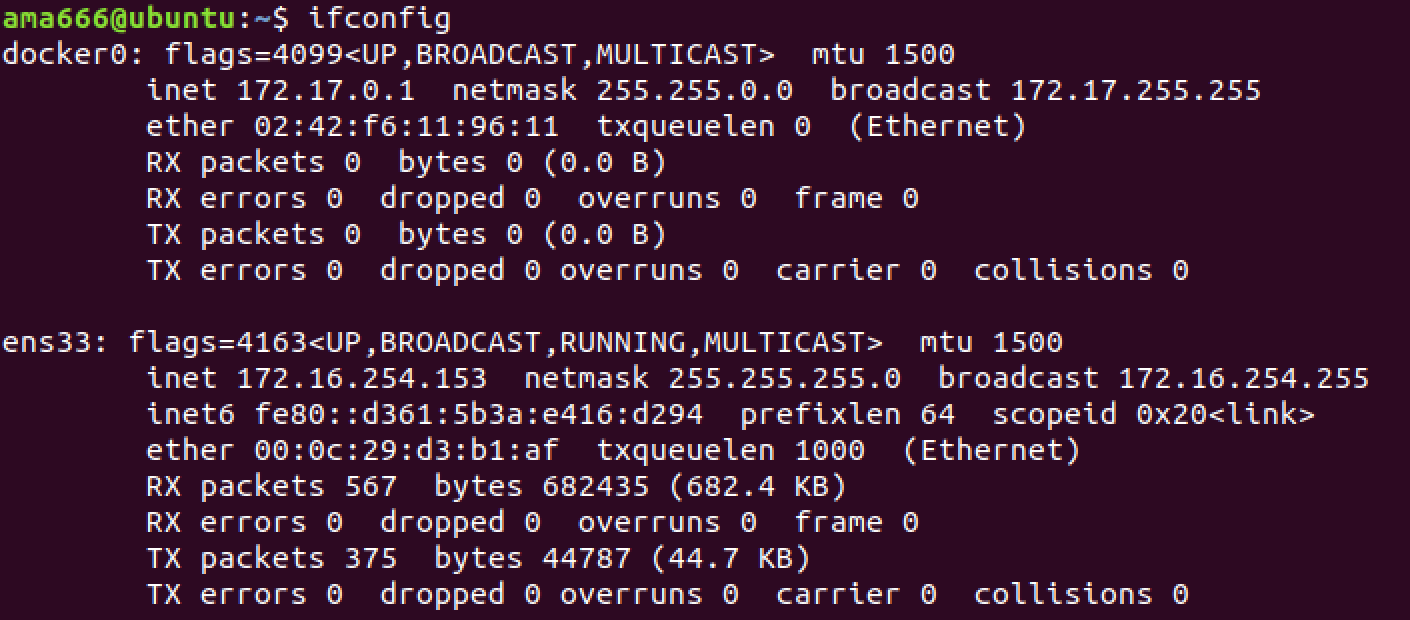 ama666@ubuntu:~$ ifconfig
docker0: flags=4099<UP,BROADCAST,MULTICAST>  mtu 1500
        inet 172.17.0.1  netmask 255.255.0.0  broadcast 172.17.255.255
        ether 02:42:f6:11:96:11  txqueuelen 0  (Ethernet)
        RX packets 0  bytes 0 (0.0 B)
        RX errors 0  dropped 0  overruns 0  frame 0
        TX packets 0  bytes 0 (0.0 B)
        TX errors 0  dropped 0 overruns 0  carrier 0  collisions 0

ens33: flags=4163<UP,BROADCAST,RUNNING,MULTICAST>  mtu 1500
        inet 172.16.254.153  netmask 255.255.255.0  broadcast 172.16.254.255
        inet6 fe80::d361:5b3a:e416:d294  prefixlen 64  scopeid 0x20<link>
        ether 00:0c:29:d3:b1:af  txqueuelen 1000  (Ethernet)
        RX packets 567  bytes 682435 (682.4 KB)
        RX errors 0  dropped 0  overruns 0  frame 0
        TX packets 375  bytes 44787 (44.7 KB)
        TX errors 0  dropped 0 overruns 0  carrier 0  collisions 0